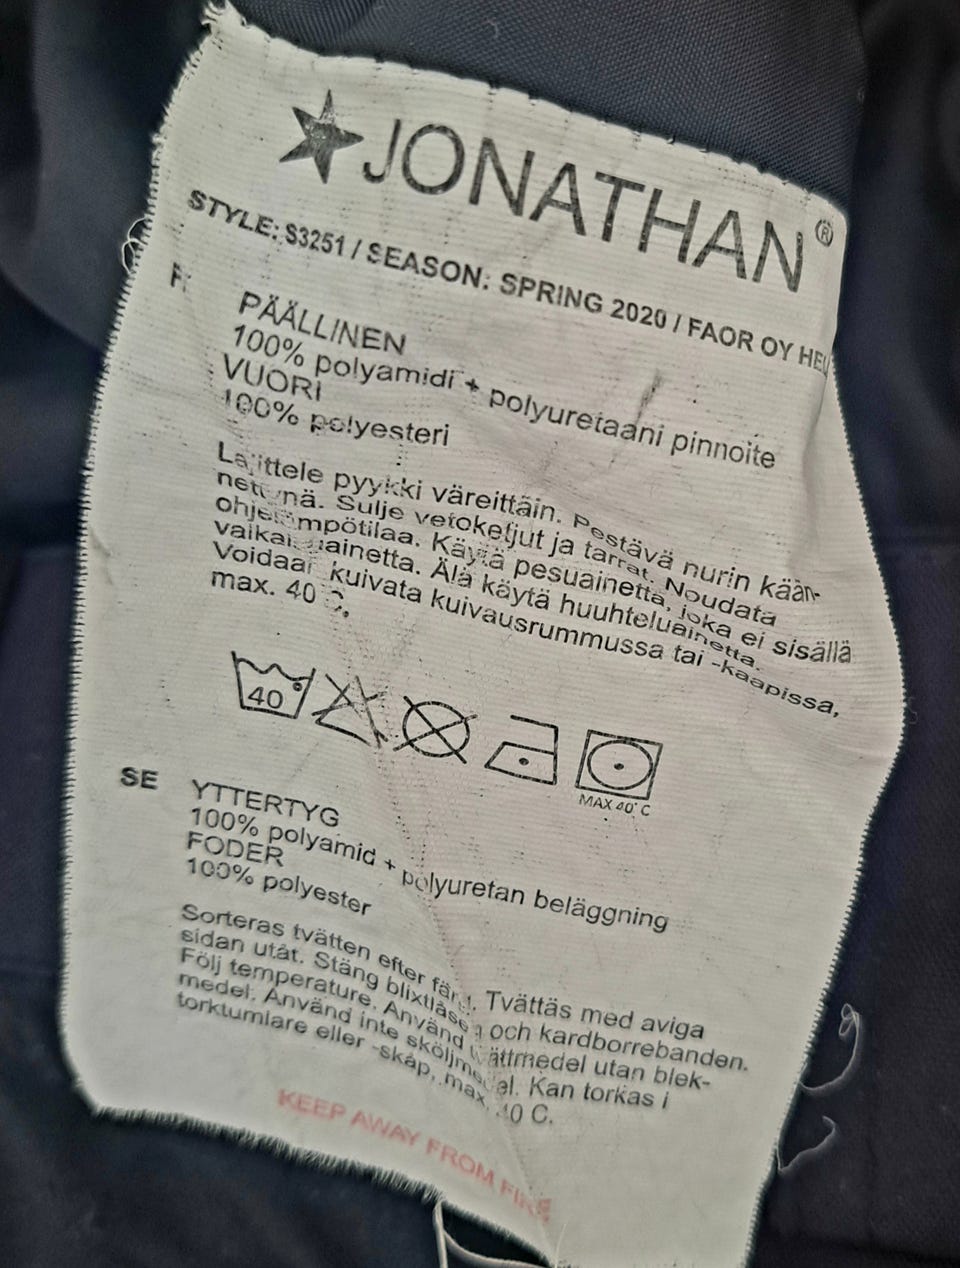 JONATHAN®
STYLE: S3251 / SEASON: SPRING 2020 / FAOR OY
PÄÄLLINEN
100% polyamidi + polyuretaani pinnoite
VUORI
100% polyesteri
Lajittele pyykki väreittäin. Pestävä nurin kään-
nettynä. Sulje vetoketjut ja tarrat. Noudata
ohjelämpötilaa. Käytä pesuainetta, joka ei sisällä
vaikaisuainetta. Älä käytä huuhteluainetta.
Voidaan kuivata kuivausrummussa tai -kaapissa,
max. 40 C.
40
MAX 40°C
SE
YTTERTYG
100% polyamid + polyuretan beläggning
FODER
100% polyester
Sorteras tvätten efter färg. Tvättäs med aviga
sidan utåt. Stäng blixtlåsen och kardborrebanden.
Följ temperature. Använd tvättmedel utan blek-
medel. Använd inte sköljmedel. Kan torkas i
torktumlare eller -skåp, max. 40 C.
KEEP AWAY FROM FIRE